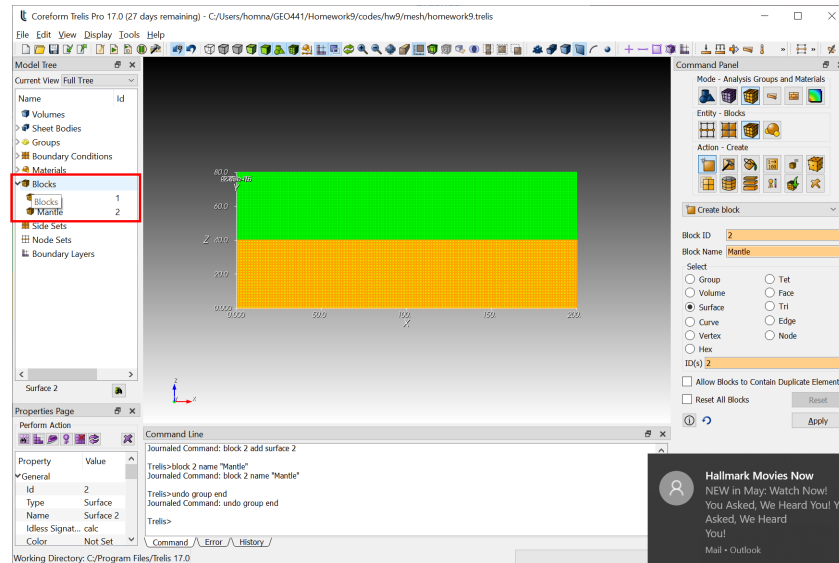 Coreform Trelis Pro 17.0 (27 days remaining) - C:/Users/homna/GEO441/Homework9/codes/hw9/mesh/homework9.trelis
File Edit View Display Tools Help
Model Tree
Current View Full Tree
Name Id
Volumes
Sheet Bodies
Groups
Boundary Conditions
Materials
Blocks
Blocks 1
Mantle 2
Side Sets
Node Sets
Boundary Layers
Surface 2
Properties Page
Perform Action
Property Value
General
Id 2
Type Surface
Name Surface 2
Idless Signat... calc
Color Not Set
80.0
Y
60.0
Z 40.0
20.0
0.000
0.000 50.0 100. 150. 200.
X
Z
X
Command Line
Journaled Command: block 2 add surface 2
Trelis>block 2 name "Mantle"
Journaled Command: block 2 name "Mantle"
Trelis>undo group end
Journaled Command: undo group end
Trelis>
Command Error History
Working Directory: C:/Program Files/Trelis 17.0
Command Panel
Mode - Analysis Groups and Materials
Entity - Blocks
Action - Create
Create block
Block ID 2
Block Name Mantle
Select
Group Tet
Volume Face
Surface Tri
Curve Edge
Vertex Node
Hex
ID(s) 2
Allow Blocks to Contain Duplicate Element
Reset All Blocks Reset
Apply
Hallmark Movies Now
NEW in May: Watch Now!
You Asked, We Heard You! Y
Asked, We Heard
You!
Mail • Outlook